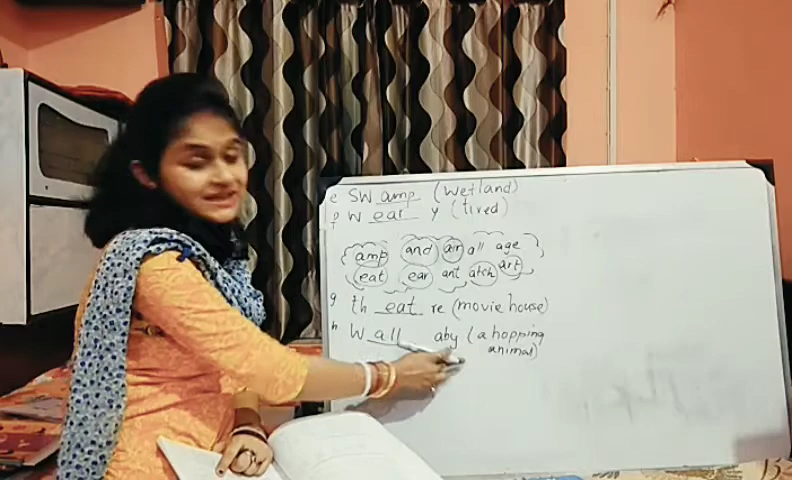 e SW amp (Wetland)
f W ear y (tired)
amp and air all age
eat ear ant atch art
g th eat re (movie house)
h W all aby (a hopping
animal)